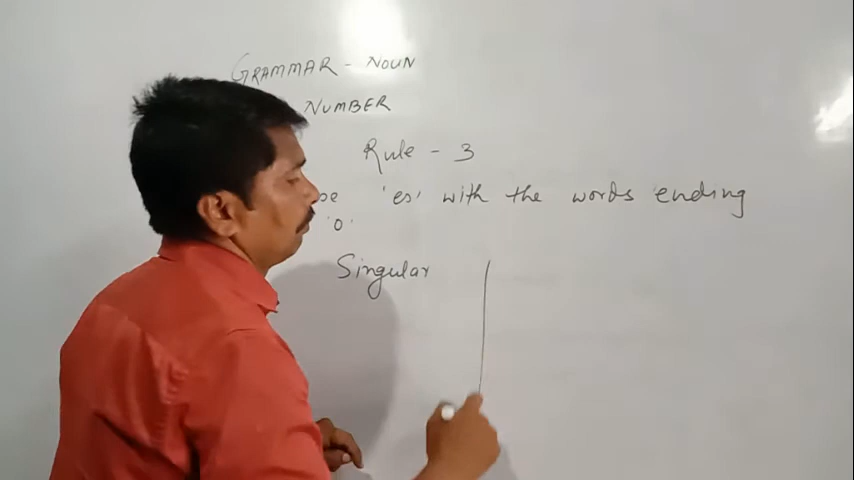 GRAMMAR - NOUN
NUMBER
Rule - 3
'es' with the words ending
'o'
Singular